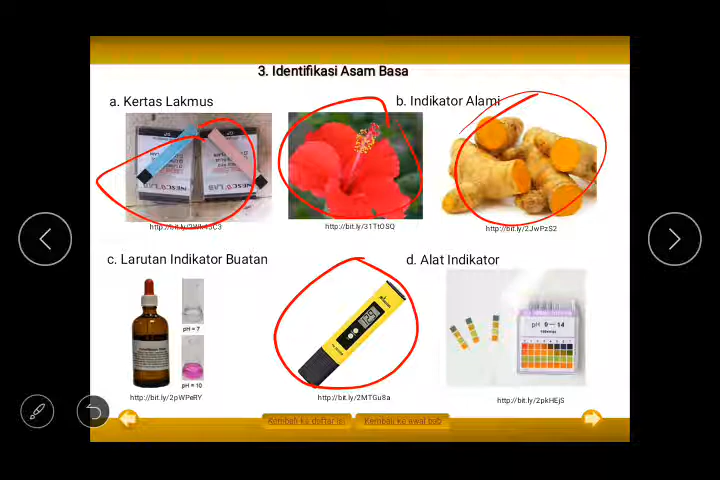 3. Identifikasi Asam Basa
a. Kertas Lakmus
b. Indikator Alami
http://bit.ly/31TtOSQ
http://bit.ly/2JwPzS2
c. Larutan Indikator Buatan
d. Alat Indikator
pH = 7
pH = 10
pH 0 – 14
http://bit.ly/2pWPeRY
http://bit.ly/2MTGu8a
http://bit.ly/2pkHEjS
Kembali ke daftar isi
Kembali ke awal bab